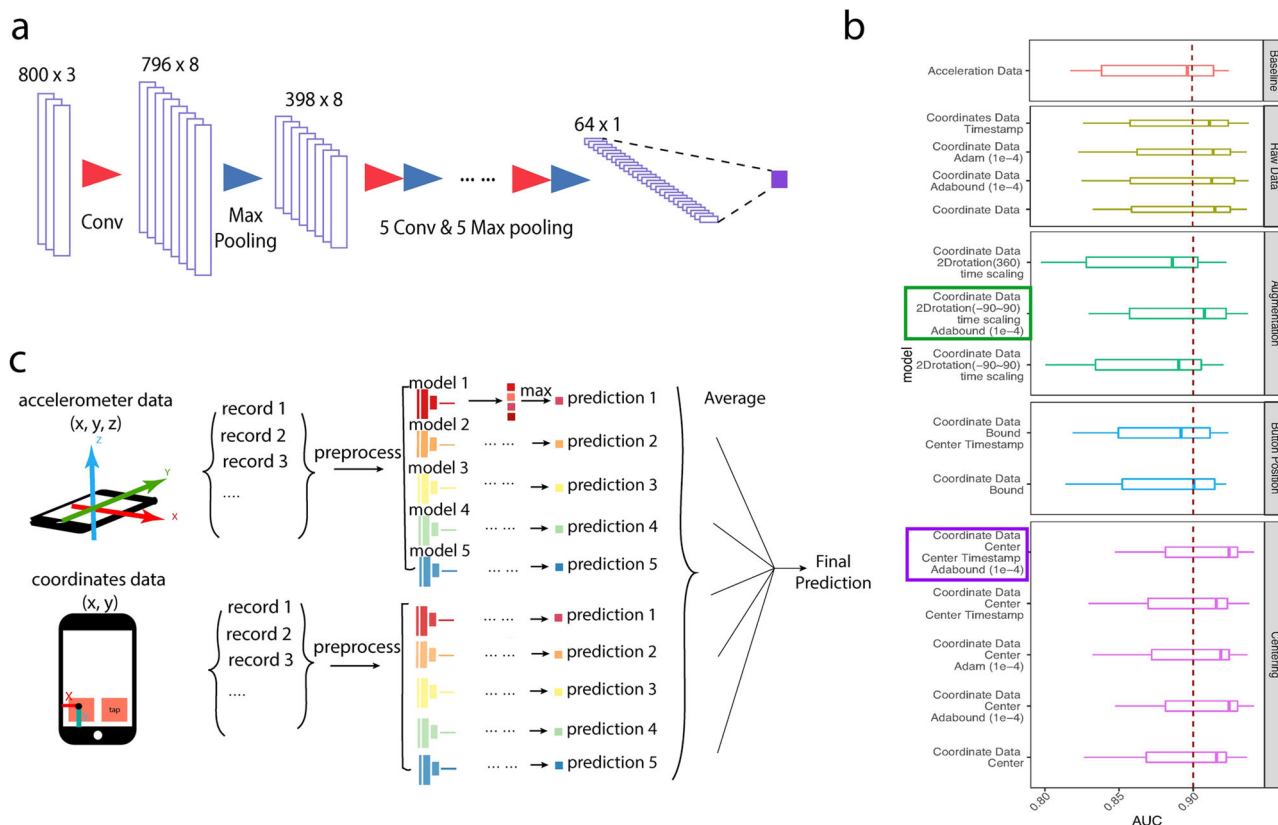 a
800 x 3
796 x 8
398 x 8
64 x 1
Conv
Max
Pooling
... ...
5 Conv & 5 Max pooling
b
model
Acceleration Data
Baseline
Coordinates Data
Timestamp
Coordinate Data
Adam (1e-4)
Coordinate Data
Adabound (1e-4)
Coordinate Data
Raw Data
Coordinate Data
2Drotation(360)
time scaling
Coordinate Data
2Drotation(-90~90)
time scaling
Adabound (1e-4)
Coordinate Data
2Drotation(-90~90)
time scaling
Augmentation
Coordinate Data
Bound
Center Timestamp
Coordinate Data
Bound
Button Position
Coordinate Data
Center
Center Timestamp
Adabound (1e-4)
Coordinate Data
Center
Center Timestamp
Coordinate Data
Center
Adam (1e-4)
Coordinate Data
Center
Adabound (1e-4)
Coordinate Data
Center
Centering
0.80
0.85
0.90
AUC
c
accelerometer data
(x, y, z)
Z
Y
X
record 1
record 2
record 3
....
preprocess
model 1
max
prediction 1
model 2
... ...
prediction 2
model 3
... ...
prediction 3
model 4
... ...
prediction 4
model 5
... ...
prediction 5
coordinates data
(x, y)
X
tap
record 1
record 2
record 3
....
preprocess
... ...
prediction 1
... ...
prediction 2
... ...
prediction 3
... ...
prediction 4
... ...
prediction 5
Average
Final
Prediction